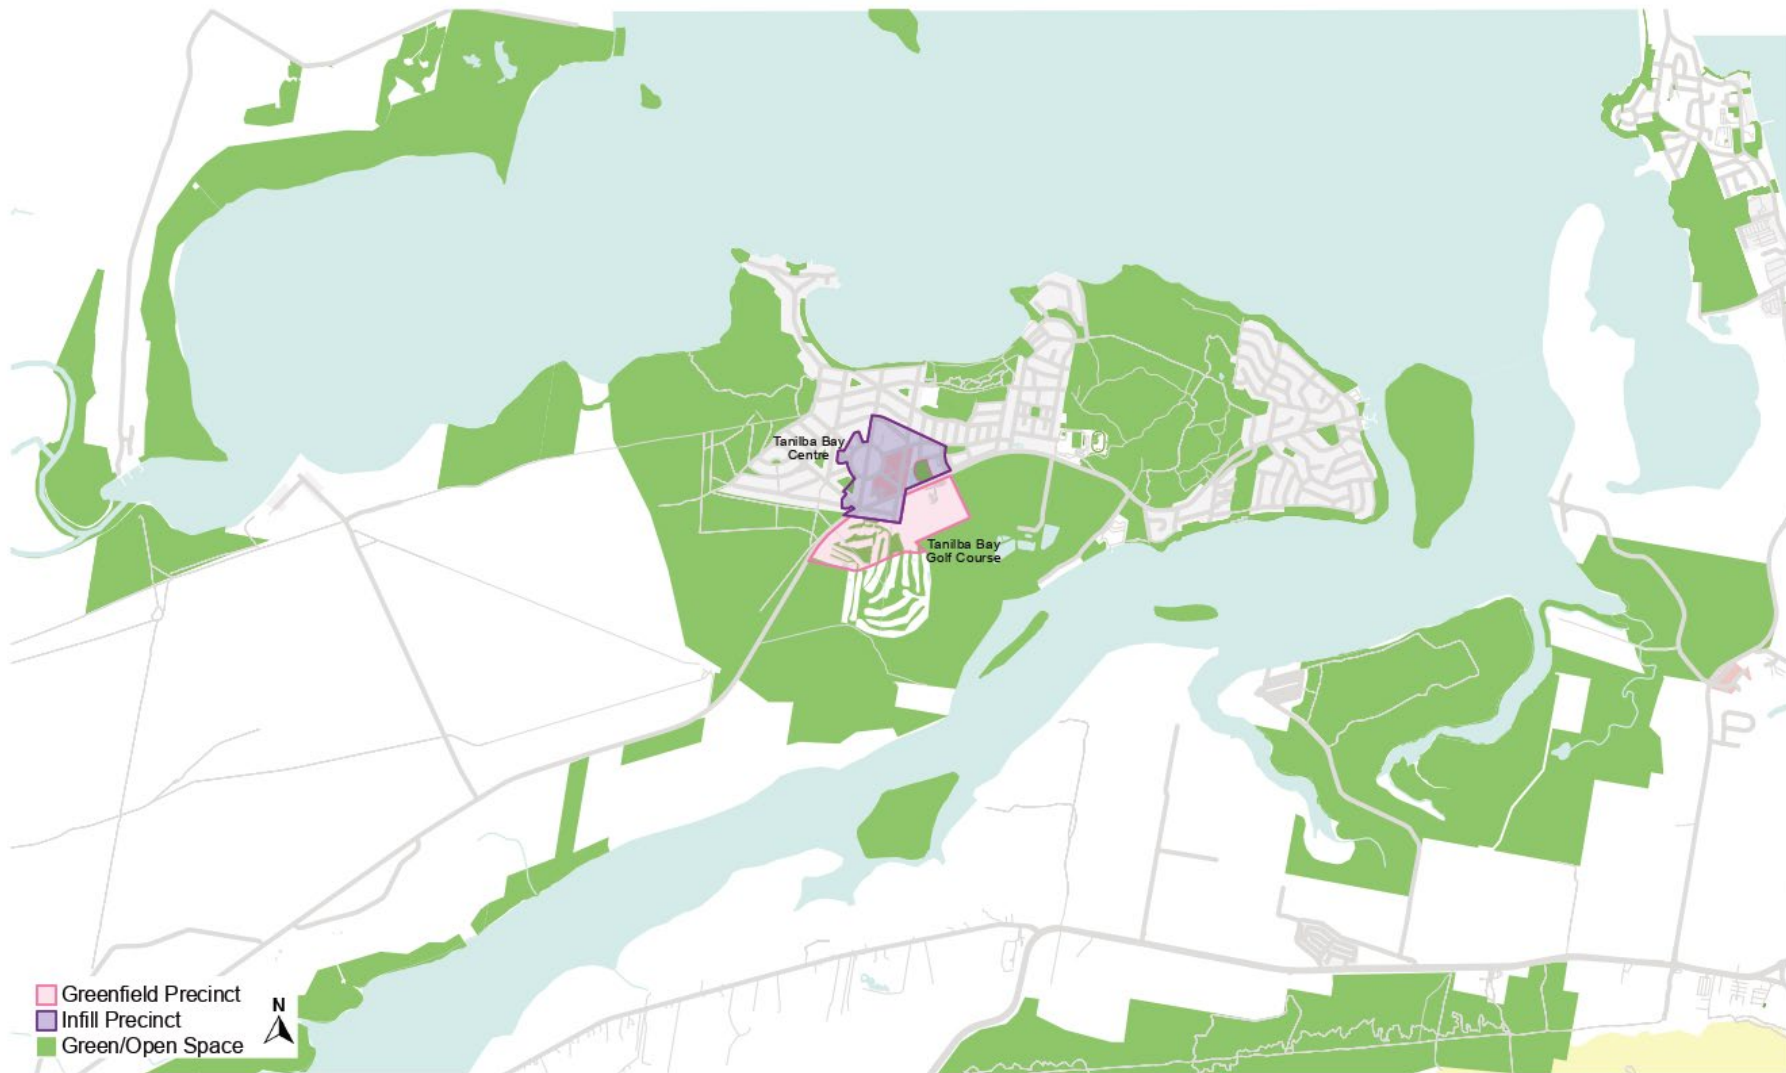 Tanilba Bay
Centre
Tanilba Bay
Golf Course
Greenfield Precinct
Infill Precinct
Green/Open Space
N